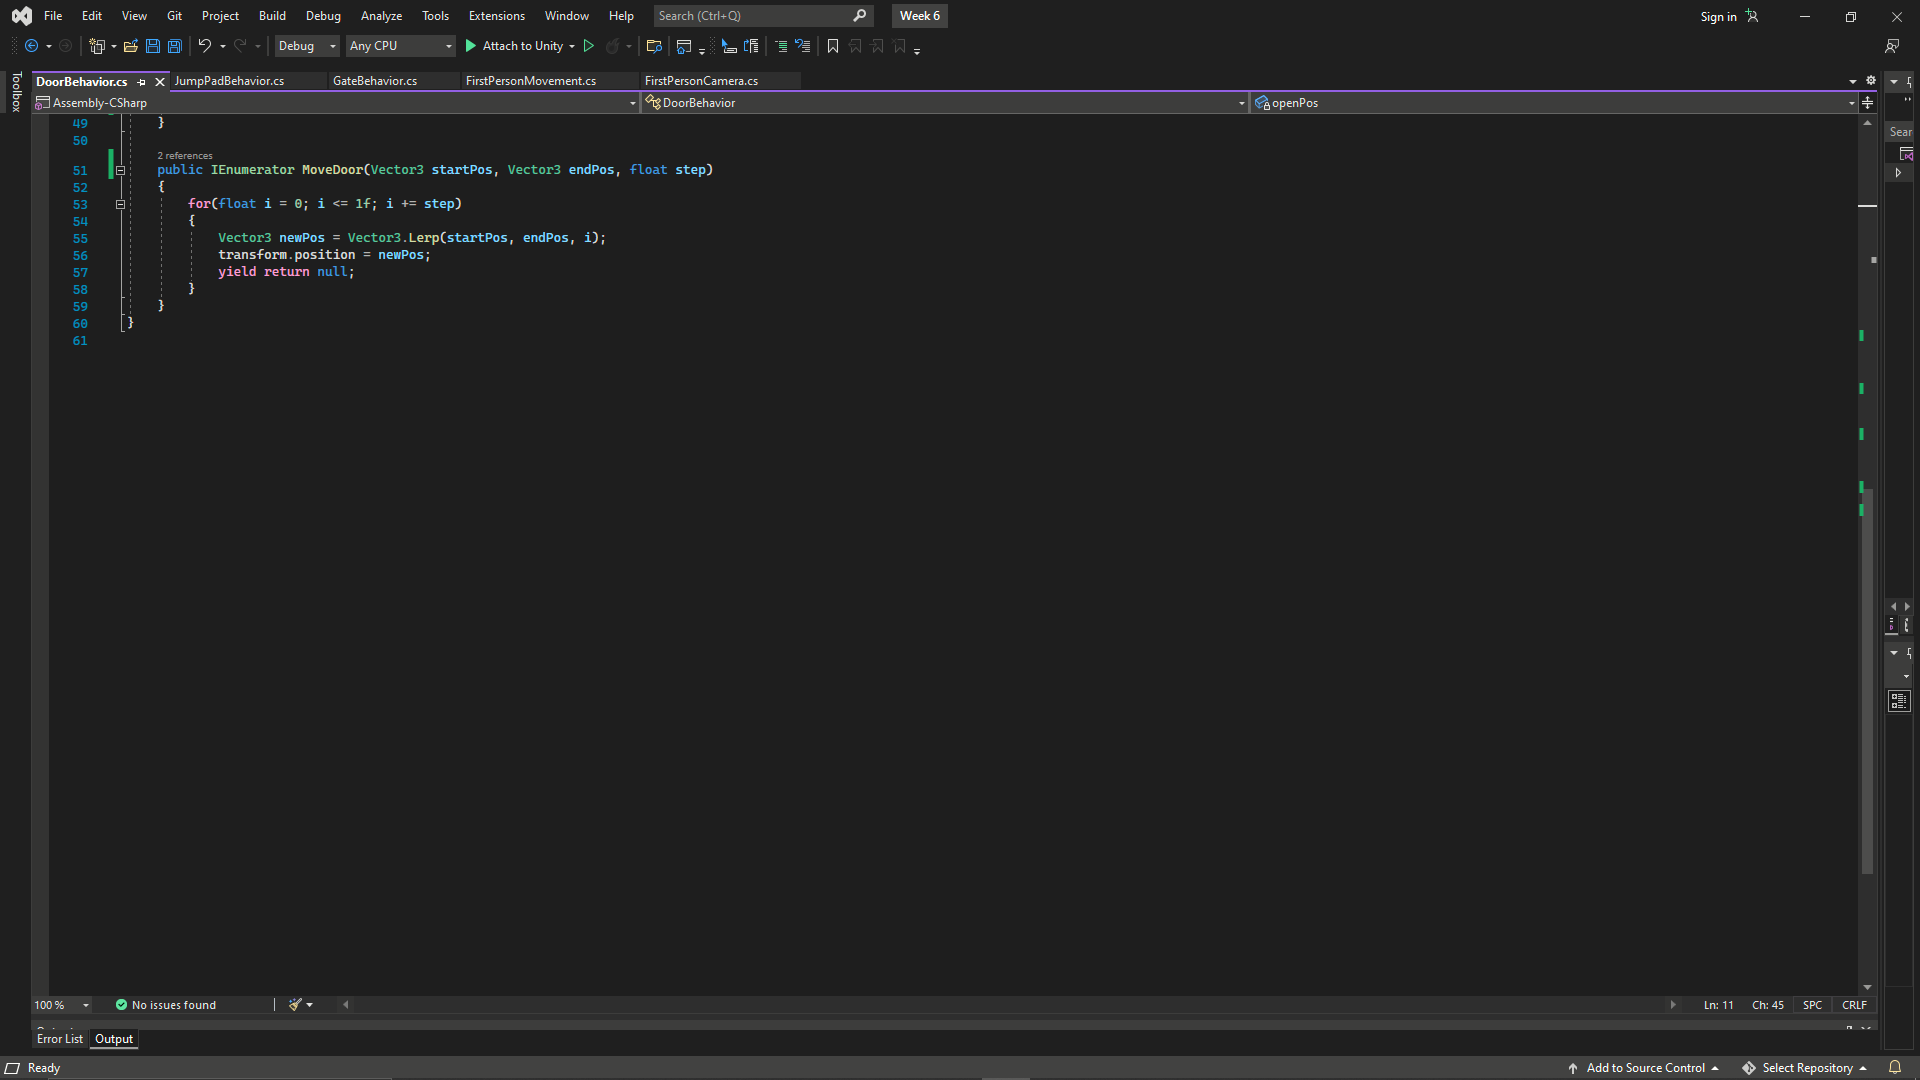 File Edit View Git Project Build Debug Analyze Tools Extensions Window Help Search (Ctrl+Q) Week 6 Sign in
Debug Any CPU Attach to Unity
Toolbox
DoorBehavior.cs JumpPadBehavior.cs GateBehavior.cs FirstPersonMovement.cs FirstPersonCamera.cs
Assembly-CSharp DoorBehavior openPos
Sear
49 }
50
2 references
51 public IEnumerator MoveDoor(Vector3 startPos, Vector3 endPos, float step)
52 {
53 for(float i = 0; i <= 1f; i += step)
54 {
55 Vector3 newPos = Vector3.Lerp(startPos, endPos, i);
56 transform.position = newPos;
57 yield return null;
58 }
59 }
60 }
61
100 % No issues found Ln: 11 Ch: 45 SPC CRLF
Error List Output
Ready Add to Source Control Select Repository